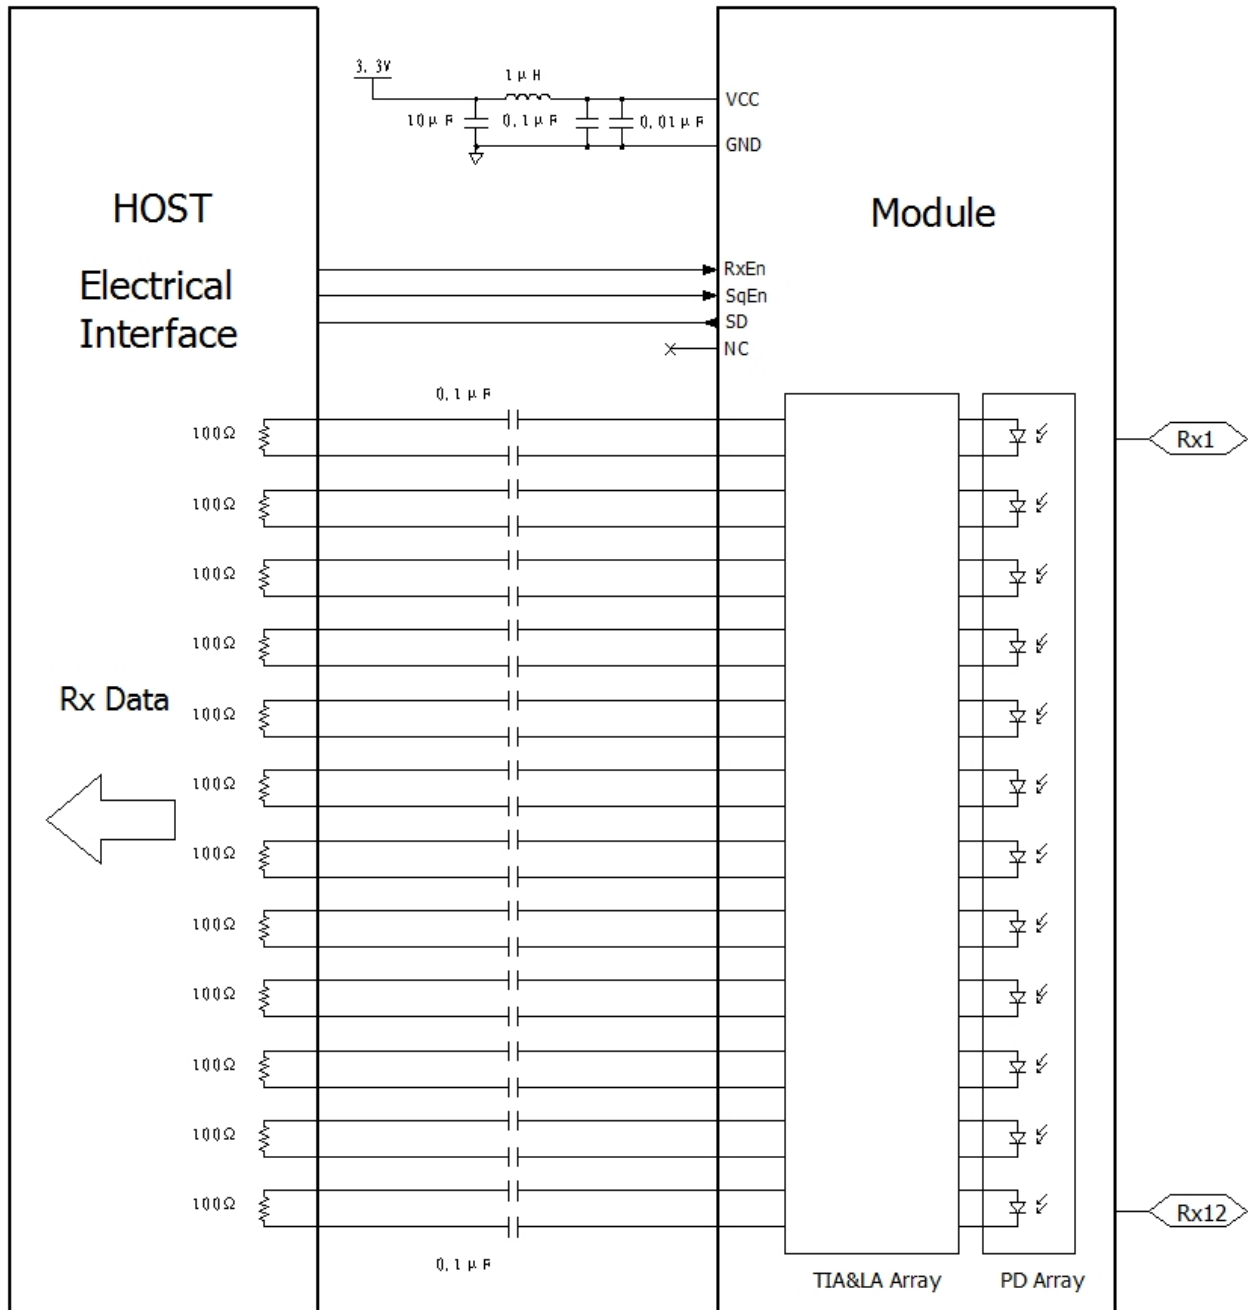 3.3V
1μH
VCC
10μF
0.1μF
0.01μF
GND
HOST
Module
Electrical
Interface
RxEn
SqEn
SD
NC
0.1μF
100Ω
Rx1
100Ω
100Ω
100Ω
Rx Data
100Ω
100Ω
100Ω
100Ω
100Ω
100Ω
100Ω
100Ω
Rx12
0.1μF
TIA&LA Array
PD Array